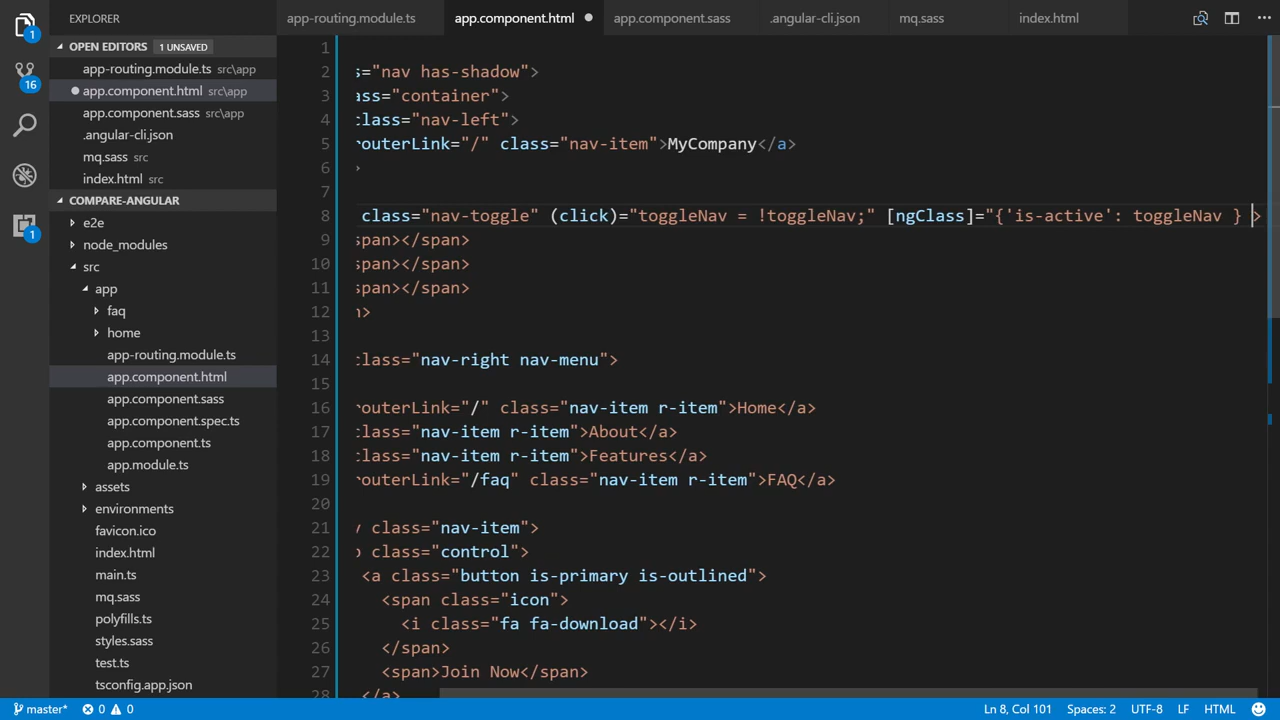 EXPLORER
app-routing.module.ts
app.component.html
app.component.sass
.angular-cli.json
mq.sass
index.html
1
16
1
OPEN EDITORS 1 UNSAVED
app-routing.module.ts src\app
app.component.html src\app
app.component.sass src\app
.angular-cli.json
mq.sass src
index.html src
COMPARE-ANGULAR
e2e
node_modules
src
app
faq
home
app-routing.module.ts
app.component.html
app.component.sass
app.component.spec.ts
app.component.ts
app.module.ts
assets
environments
favicon.ico
index.html
main.ts
mq.sass
polyfills.ts
styles.sass
test.ts
tsconfig.app.json
1
2 s="nav has-shadow">
3 ass="container">
4 class="nav-left">
5 routerLink="/" class="nav-item">MyCompany</a>
6 >
7
8 class="nav-toggle" (click)="toggleNav = !toggleNav;" [ngClass]="{'is-active': toggleNav } >
9 span></span>
10 span></span>
11 span></span>
12 n>
13
14 class="nav-right nav-menu">
15
16 routerLink="/" class="nav-item r-item">Home</a>
17 class="nav-item r-item">About</a>
18 class="nav-item r-item">Features</a>
19 routerLink="/faq" class="nav-item r-item">FAQ</a>
20
21 v class="nav-item">
22 p class="control">
23 <a class="button is-primary is-outlined">
24 <span class="icon">
25 <i class="fa fa-download"></i>
26 </span>
27 <span>Join Now</span>
28 </a>
master* 0 0 Ln 8, Col 101 Spaces: 2 UTF-8 LF HTML